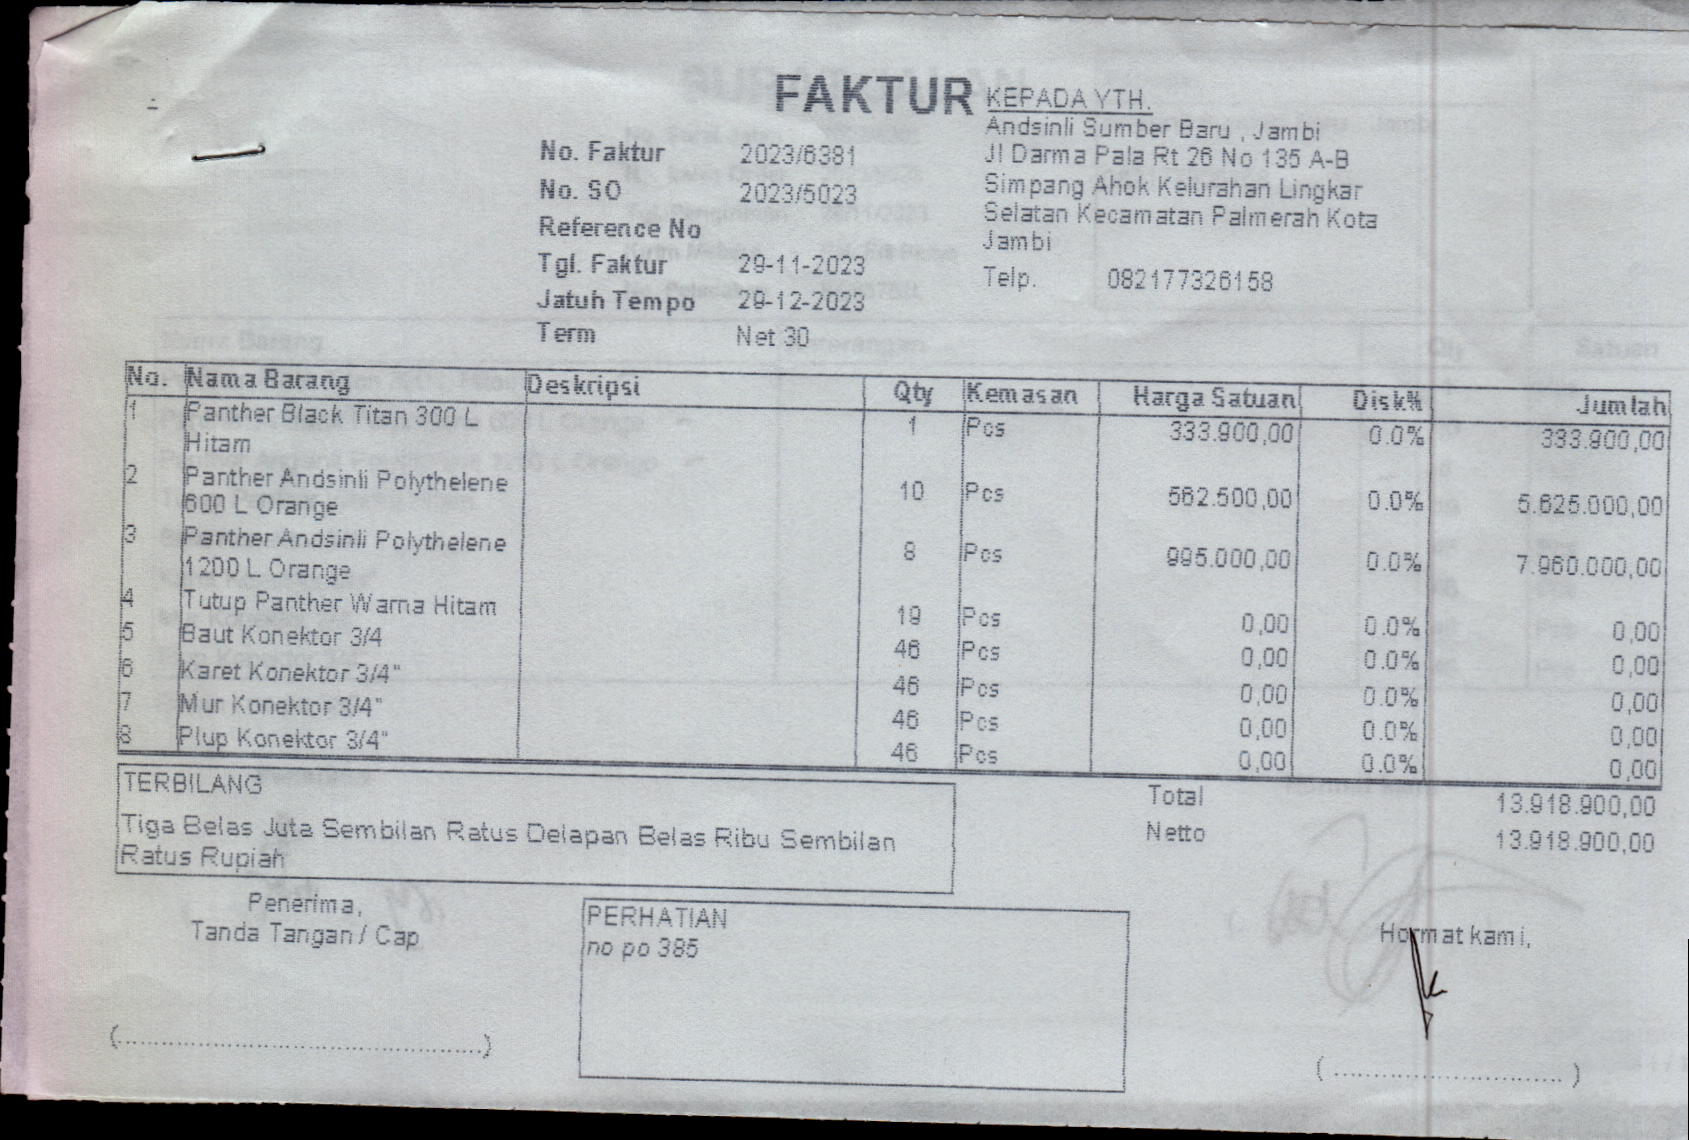 FAKTUR
KEPADA YTH.
Andsinli Sumber Baru , Jambi
Jl Darma Pala Rt 26 No 135 A-B
Simpang Ahok Kelurahan Lingkar
Selatan Kecamatan Palmerah Kota
Jambi
Telp. 082177326158
No. Faktur 2023/6381
No. SO 2023/5023
Reference No
Tgl. Faktur 29-11-2023
Jatuh Tempo 29-12-2023
Term Net 30
No. Nama Barang Deskripsi Qty Kemasan Harga Satuan Disk% Jumlah
1 Panther Black Titan 300 L 1 Pcs 333.900,00 0.0% 333.900,00
Hitam
2 Panther Andsinli Polythelene 10 Pcs 562.500,00 0.0% 5.625.000,00
600 L Orange
3 Panther Andsinli Polythelene 8 Pcs 995.000,00 0.0% 7.960.000,00
1200 L Orange
4 Tutup Panther Warna Hitam 19 Pcs 0,00 0.0% 0,00
5 Baut Konektor 3/4 46 Pcs 0,00 0.0% 0,00
6 Karet Konektor 3/4" 46 Pcs 0,00 0.0% 0,00
7 Mur Konektor 3/4" 46 Pcs 0,00 0.0% 0,00
8 Plup Konektor 3/4" 46 Pcs 0,00 0.0% 0,00
TERBILANG
Tiga Belas Juta Sembilan Ratus Delapan Belas Ribu Sembilan
Ratus Rupiah
Total 13.918.900,00
Netto 13.918.900,00
Penerima,
Tanda Tangan / Cap
(..................................................)
PERHATIAN
no po 385
Hormat kami,
( ............................... )